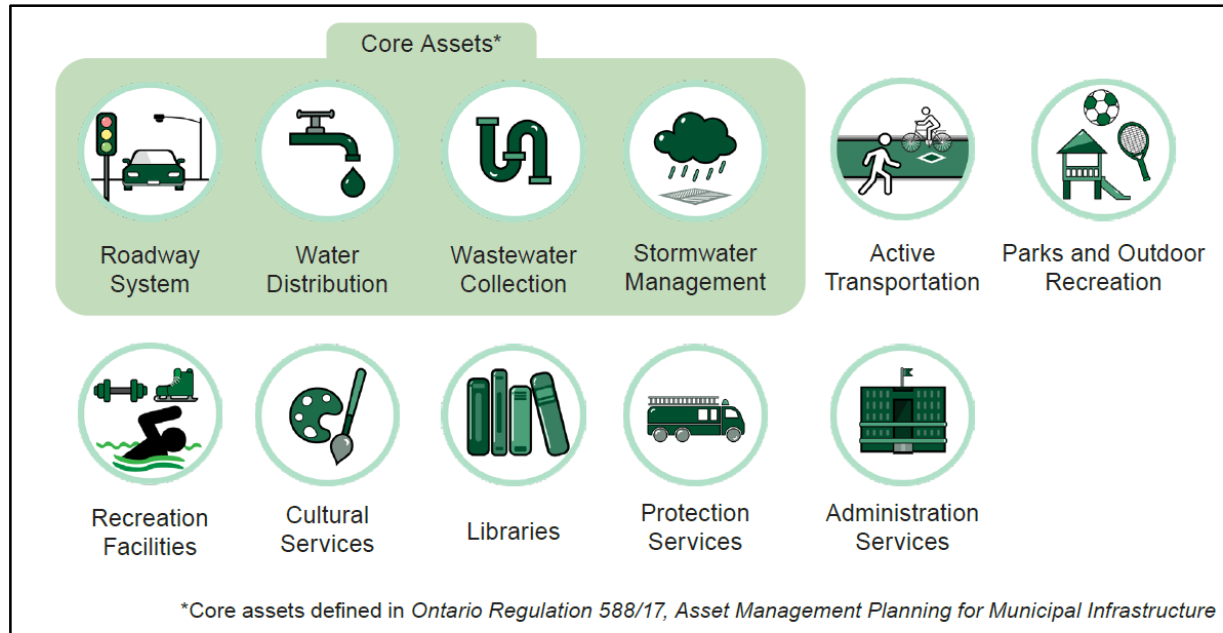 Core Assets*
Roadway
System
Water
Distribution
Wastewater
Collection
Stormwater
Management
Active
Transportation
Parks and Outdoor
Recreation
Recreation
Facilities
Cultural
Services
Libraries
Protection
Services
Administration
Services
*Core assets defined in Ontario Regulation 588/17, Asset Management Planning for Municipal Infrastructure